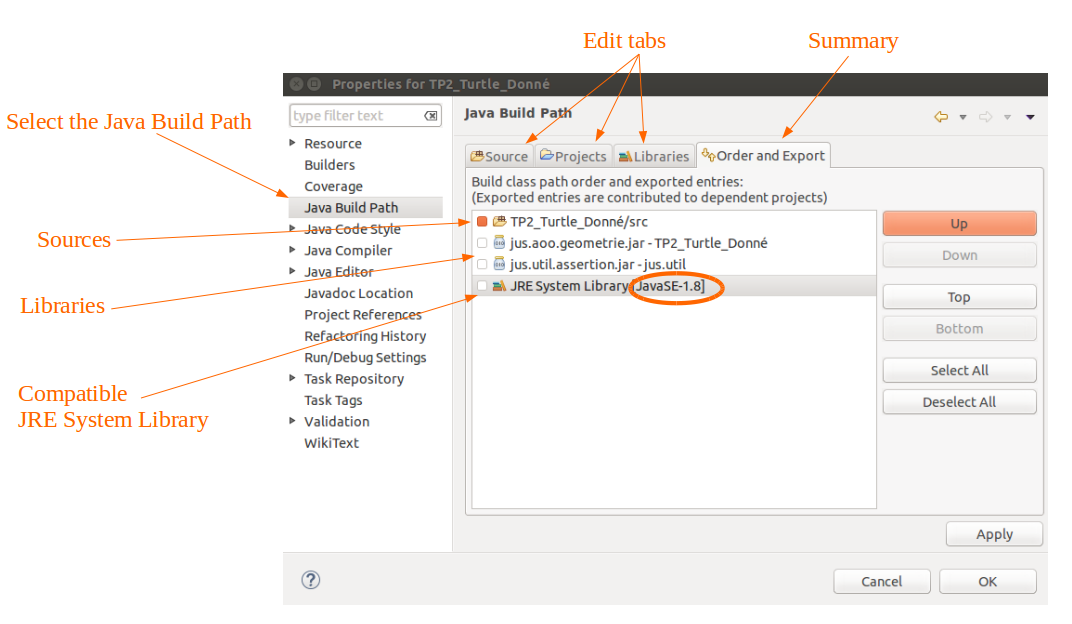 Edit tabs
Summary
Properties for TP2_Turtle_Donné
type filter text
Java Build Path
Select the Java Build Path
Resource
Builders
Coverage
Java Build Path
Java Code Style
Java Compiler
Java Editor
Javadoc Location
Project References
Refactoring History
Run/Debug Settings
Task Repository
Task Tags
Validation
WikiText
Source
Projects
Libraries
Order and Export
Build class path order and exported entries:
(Exported entries are contributed to dependent projects)
TP2_Turtle_Donné/src
jus.aoo.geometrie.jar - TP2_Turtle_Donné
jus.util.assertion.jar - jus.util
JRE System Library [JavaSE-1.8]
Up
Down
Top
Bottom
Select All
Deselect All
Sources
Libraries
Compatible
JRE System Library
Apply
?
Cancel
OK